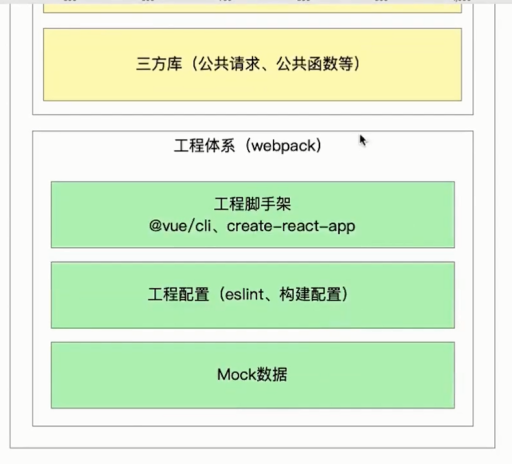 三方库（公共请求、公共函数等）
工程体系（webpack）
工程脚手架
@vue/cli、create-react-app
工程配置（eslint、构建配置）
Mock数据